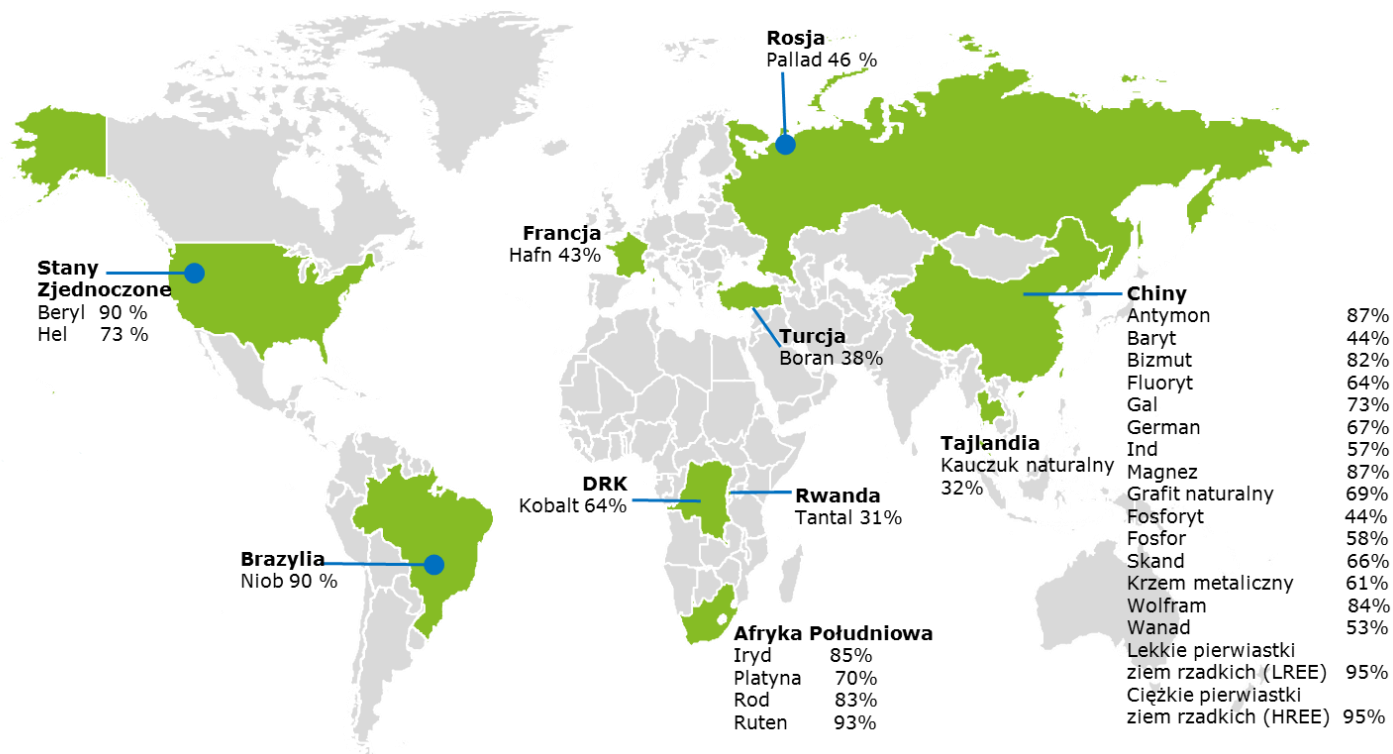 Rosja
Pallad 46 %
Francja
Hafn 43%
Stany
Zjednoczone
Beryl 90 %
Hel 73 %
Turcja
Boran 38%
Chiny
Antymon 87%
Baryt 44%
Bizmut 82%
Fluoryt 64%
Gal 73%
German 67%
Ind 57%
Magnez 87%
Grafit naturalny 69%
Fosforyt 44%
Fosfor 58%
Skand 66%
Krzem metaliczny 61%
Wolfram 84%
Wanad 53%
Lekkie pierwiastki
ziem rzadkich (LREE) 95%
Ciężkie pierwiastki
ziem rzadkich (HREE) 95%
Tajlandia
Kauczuk naturalny
32%
DRK
Kobalt 64%
Rwanda
Tantal 31%
Brazylia
Niob 90 %
Afryka Południowa
Iryd 85%
Platyna 70%
Rod 83%
Ruten 93%